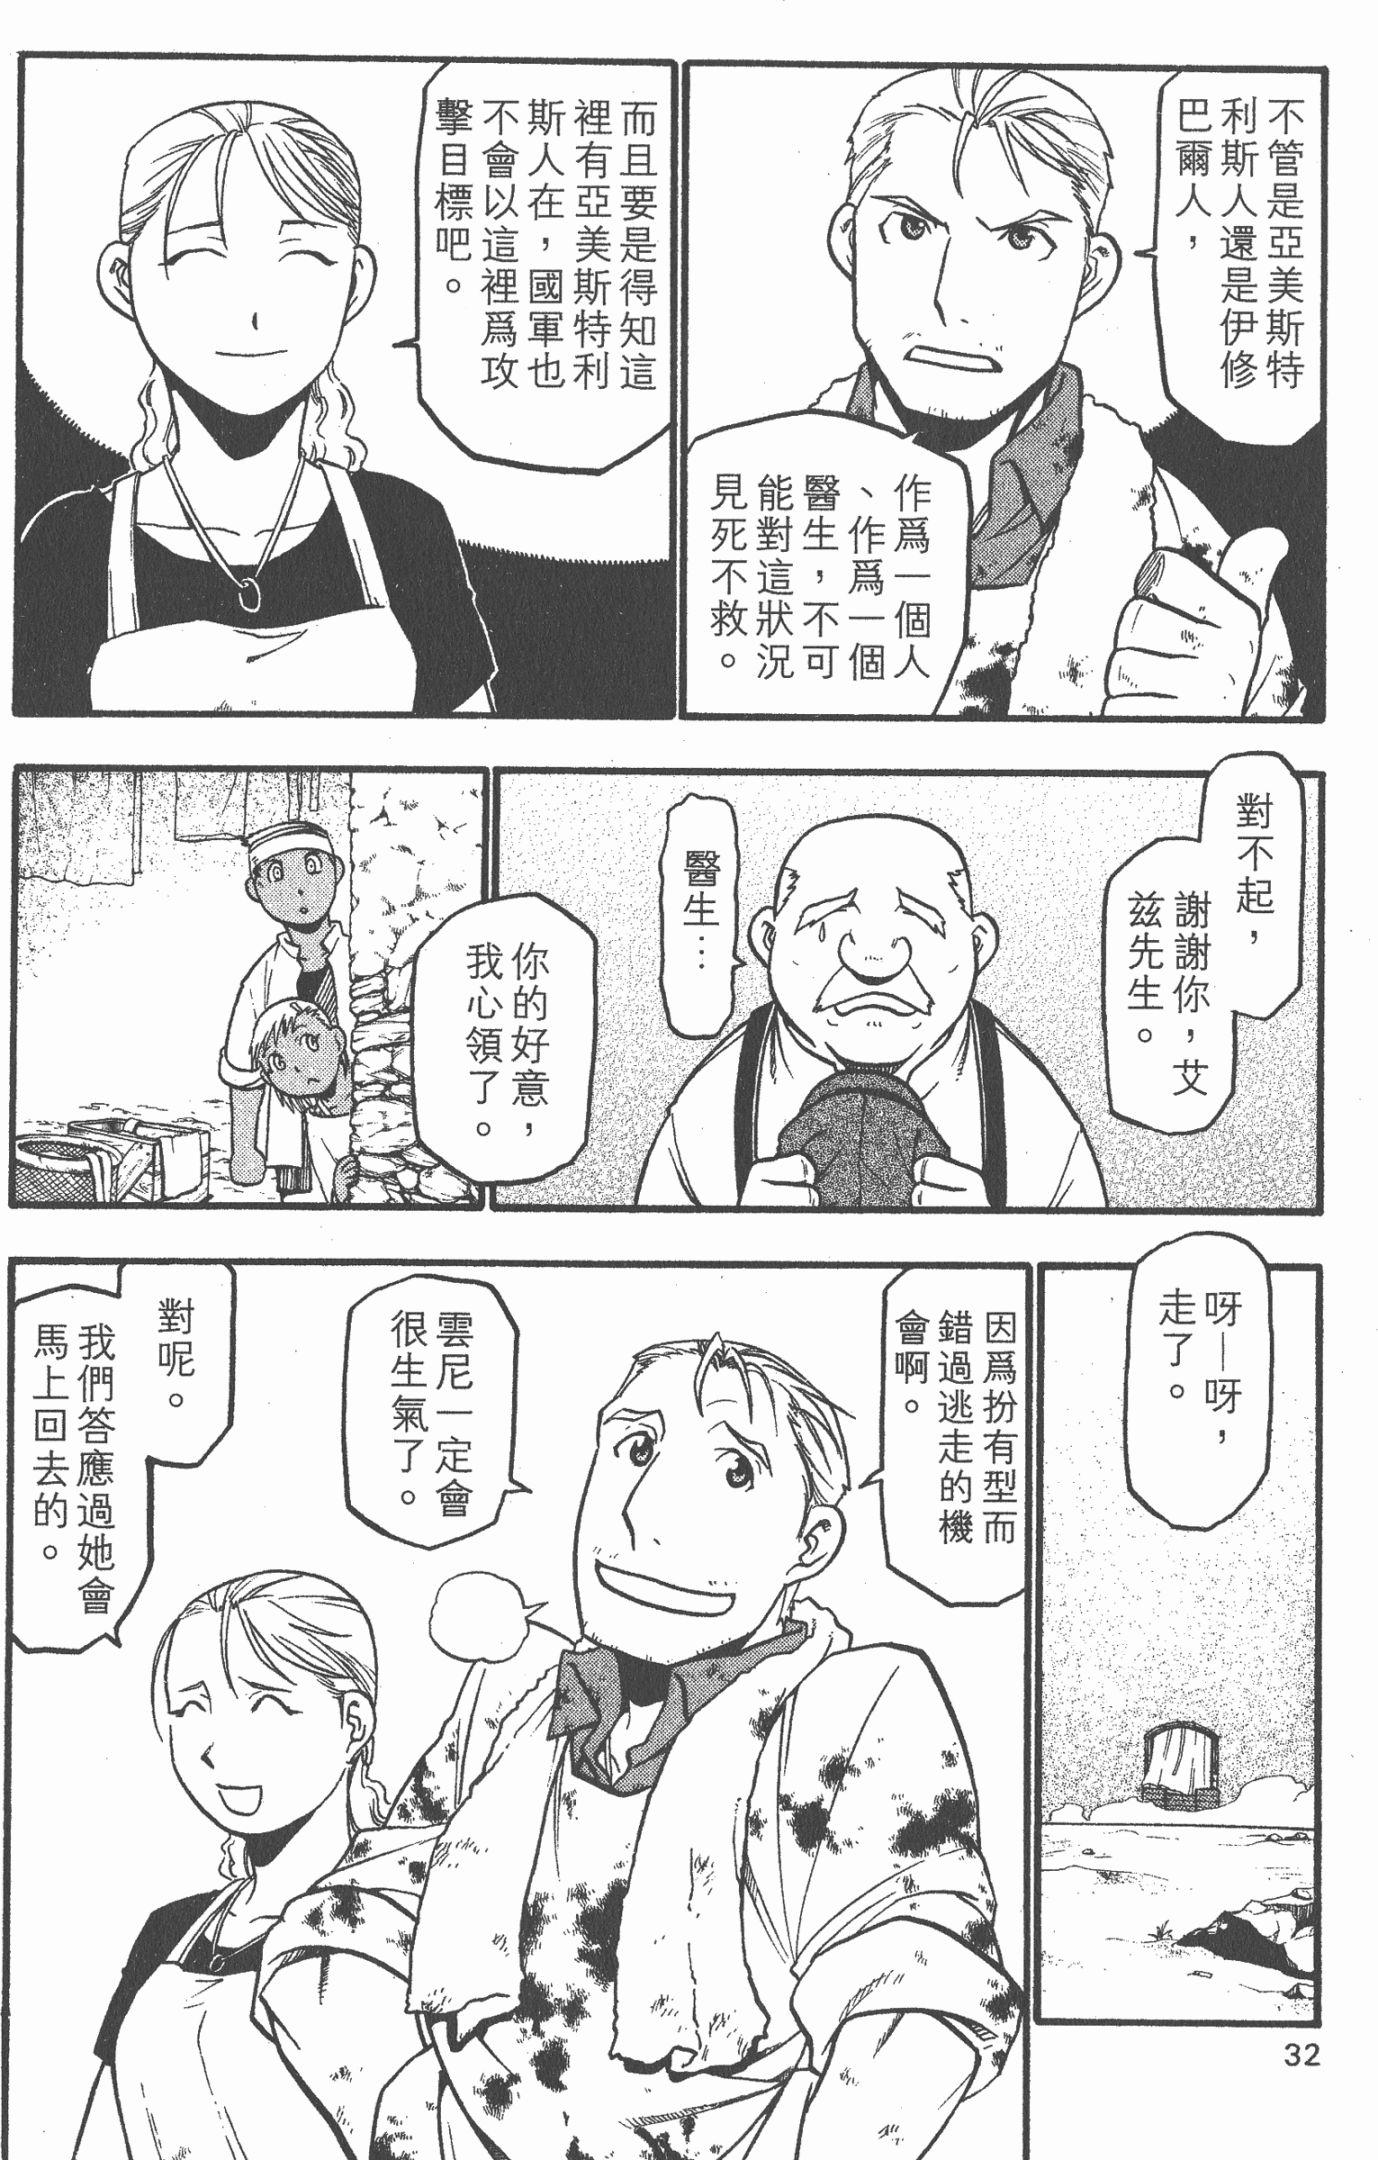 不管是亞美斯特
利斯人還是伊修
巴爾人，
作爲一個人
、作爲一個
醫生，不可
能對這狀況
見死不救。
而且要是得知這
裡有亞美斯特利
斯人在，國軍也
不會以這裡爲攻
擊目標吧。
對不起，
謝謝你，艾
茲先生。
醫生…
你的好意，
我心領了。
呀—呀，
走了。
因爲扮有型而
錯過逃走的機
會啊。
雲尼一定會
很生氣了。
對呢。
我們答應過她會
馬上回去的。
32